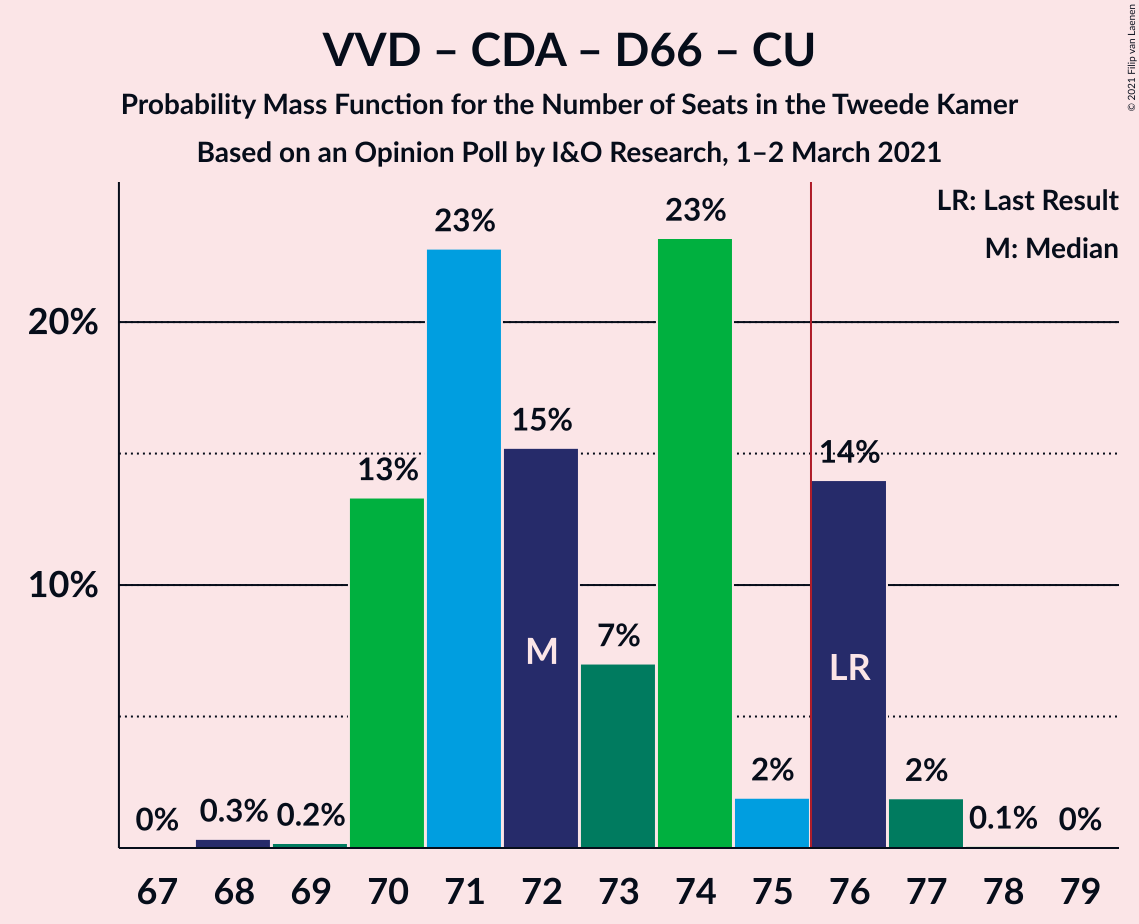 VVD – CDA – D66 – CU
Probability Mass Function for the Number of Seats in the Tweede Kamer
Based on an Opinion Poll by I&O Research, 1–2 March 2021
© 2021 Filip van Laenen
LR: Last Result
M: Median
20%
10%
0%
0.3%
0.2%
13%
23%
15%
7%
23%
2%
14%
2%
0.1%
0%
M
LR
67 68 69 70 71 72 73 74 75 76 77 78 79